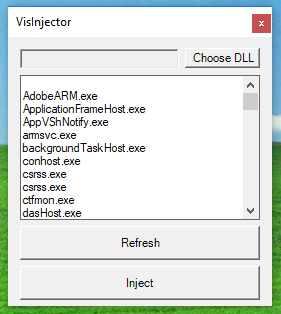 VisInjector
x
Choose DLL
AdobeARM.exe
ApplicationFrameHost.exe
AppVShNotify.exe
armsvc.exe
backgroundTaskHost.exe
conhost.exe
csrss.exe
csrss.exe
ctfmon.exe
dasHost.exe
Refresh
Inject